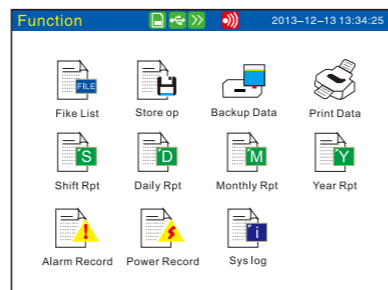 Function 2013-12-13 13:34:25
FILE
Fike List Store op Backup Data Print Data
S D M Y
Shift Rpt Daily Rpt Monthly Rpt Year Rpt
! i
Alarm Record Power Record Sys log